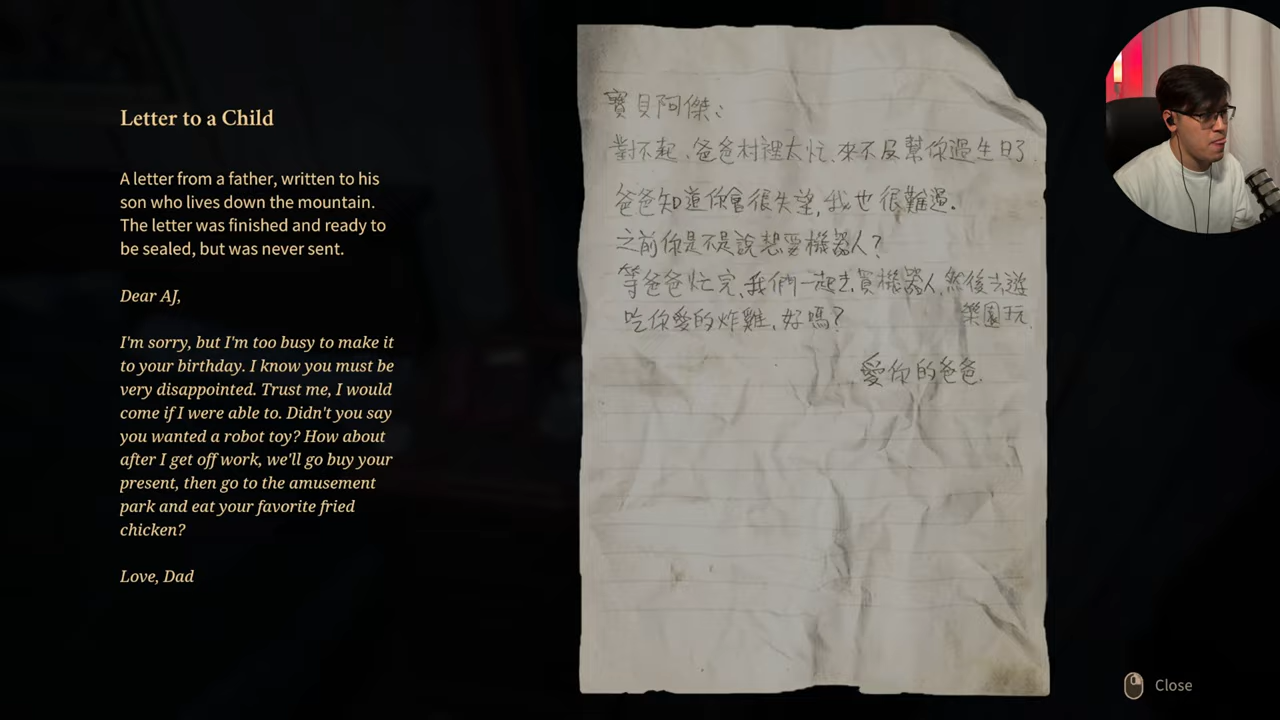 Letter to a Child
A letter from a father, written to his
son who lives down the mountain.
The letter was finished and ready to
be sealed, but was never sent.
Dear AJ,
I'm sorry, but I'm too busy to make it
to your birthday. I know you must be
very disappointed. Trust me, I would
come if I were able to. Didn't you say
you wanted a robot toy? How about
after I get off work, we'll go buy your
present, then go to the amusement
park and eat your favorite fried
chicken?
Love, Dad
寶貝阿傑：
對不起、爸爸村裡太忙、來不及幫你過生日了.
爸爸知道你會很失望,我也很難過.
之前你是不是說想要機器人?
等爸爸忙完、我們一起去買機器人,然後去遊
樂園玩.
吃你愛的炸雞、好嗎?
愛你的爸爸.
Close